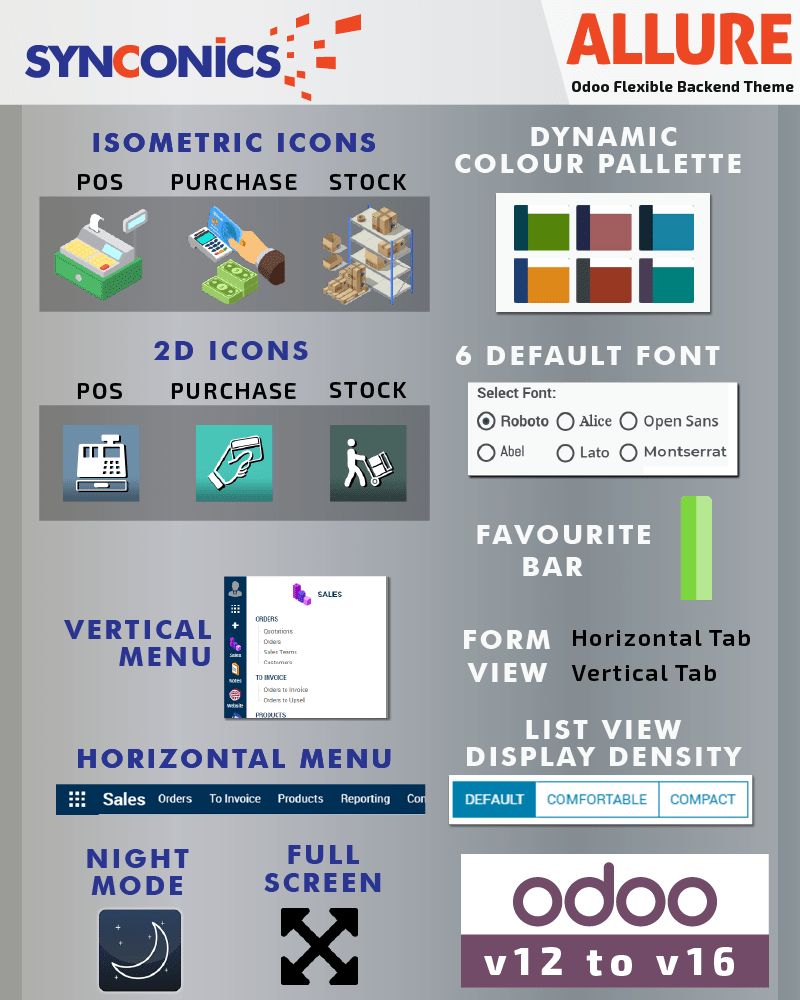 SYNCONICS
ALLURE
Odoo Flexible Backend Theme
ISOMETRIC ICONS
POS PURCHASE STOCK
2D ICONS
POS PURCHASE STOCK
VERTICAL
MENU
SALES
ORDERS
Quotations
Orders
Sales Teams
Customers
TO INVOICE
Orders to Invoice
Orders to Upsell
PRODUCTS
Sales
Notes
Website
HORIZONTAL MENU
Sales Orders To Invoice Products Reporting Con
NIGHT
MODE
FULL
SCREEN
DYNAMIC
COLOUR PALLETTE
6 DEFAULT FONT
Select Font:
Roboto Alice Open Sans
Abel Lato Montserrat
FAVOURITE
BAR
FORM
VIEW
Horizontal Tab
Vertical Tab
LIST VIEW
DISPLAY DENSITY
DEFAULT COMFORTABLE COMPACT
odoo
v12 to v16